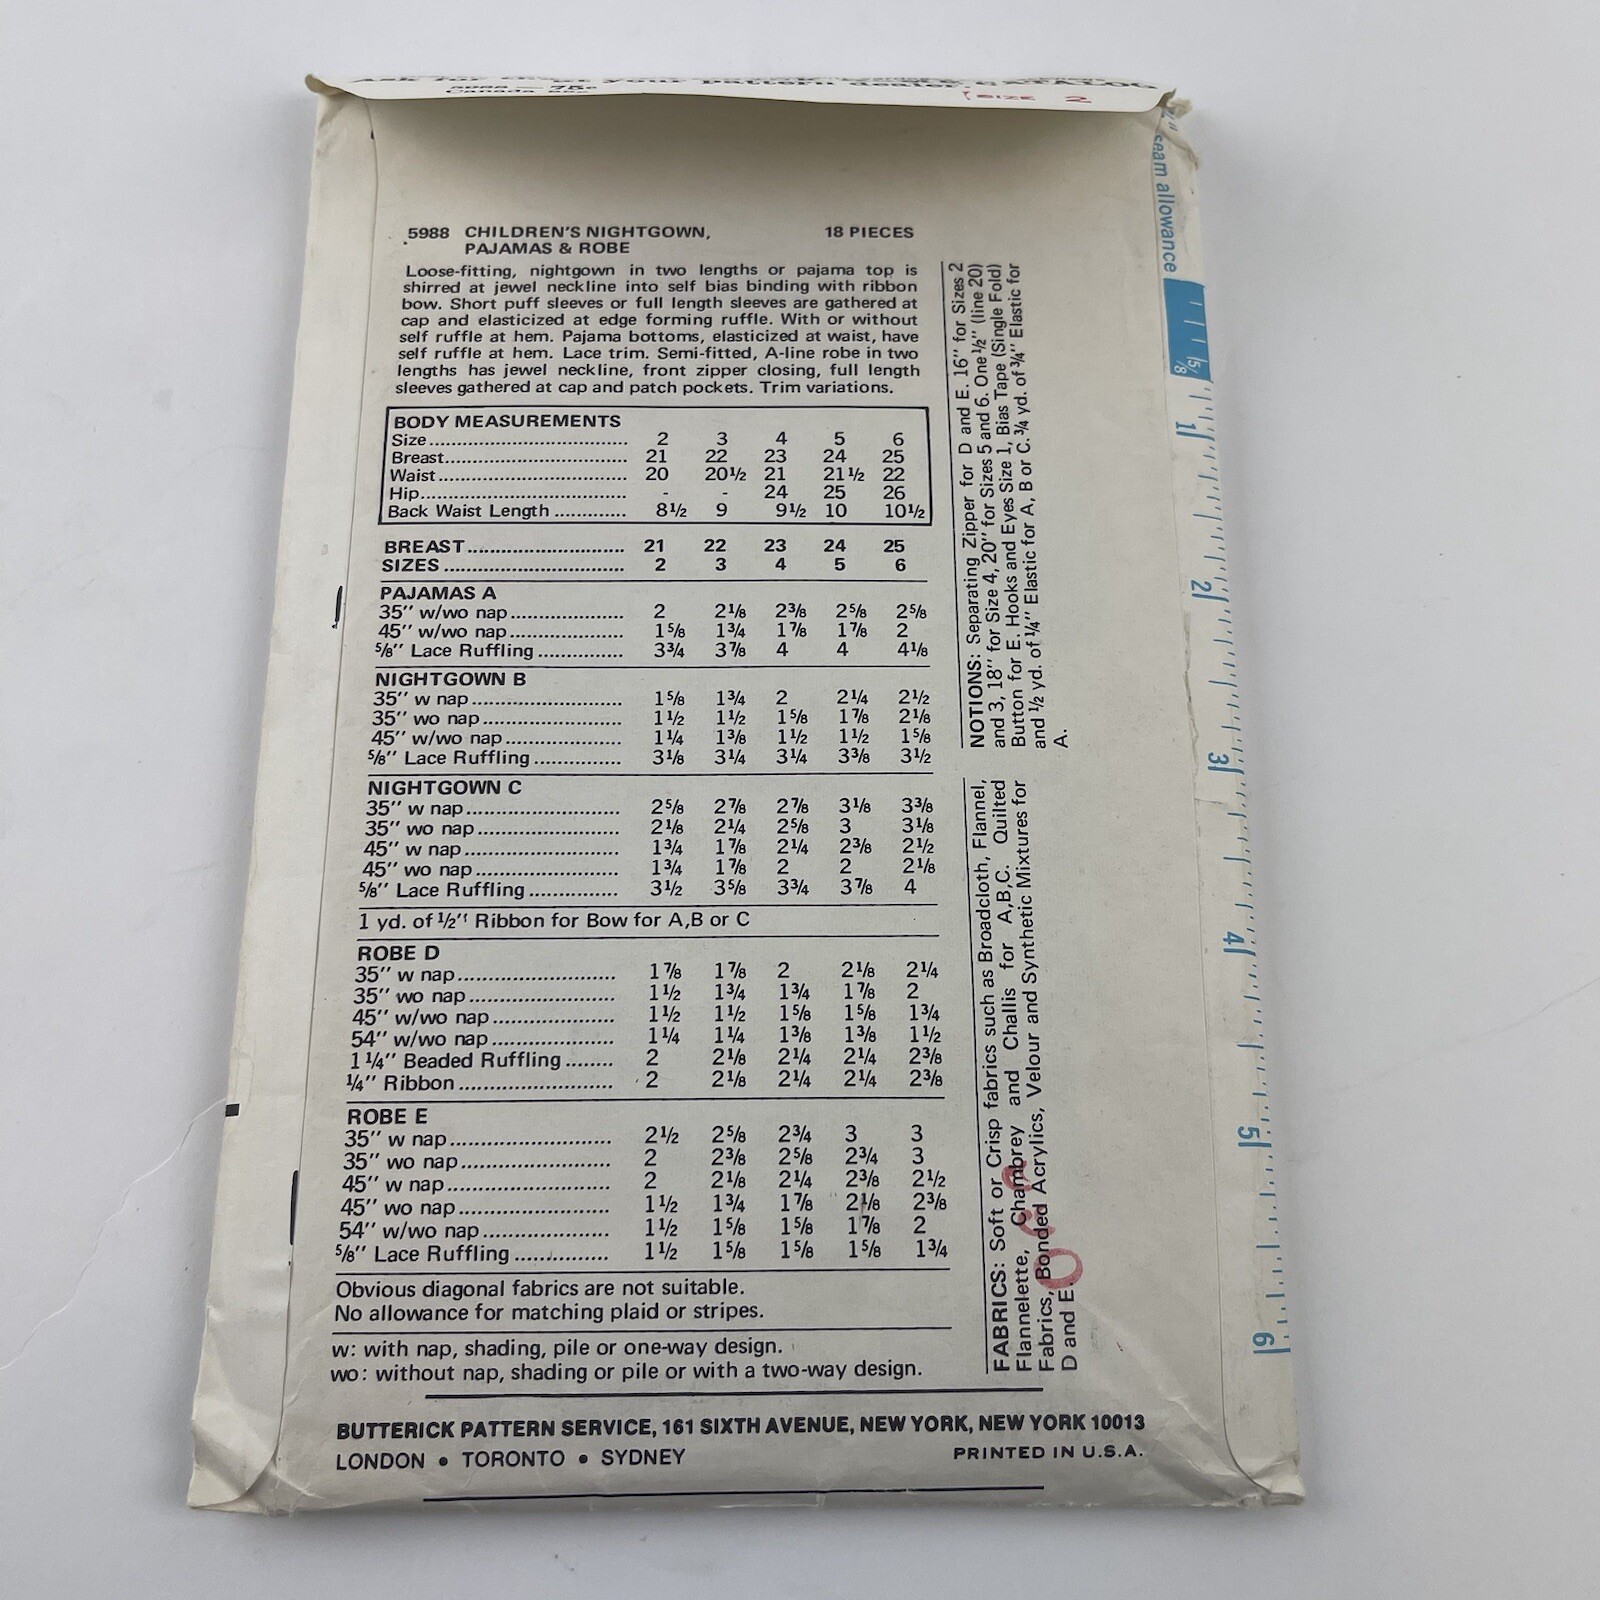 your pattern dealer.
75c
Canada
SIZE 2
5988 CHILDREN'S NIGHTGOWN, 18 PIECES
PAJAMAS & ROBE
Loose-fitting, nightgown in two lengths or pajama top is
shirred at jewel neckline into self bias binding with ribbon
bow. Short puff sleeves or full length sleeves are gathered at
cap and elasticized at edge forming ruffle. With or without
self ruffle at hem. Pajama bottoms, elasticized at waist, have
self ruffle at hem. Lace trim. Semi-fitted, A-line robe in two
lengths has jewel neckline, front zipper closing, full length
sleeves gathered at cap and patch pockets. Trim variations.
BODY MEASUREMENTS
Size 2 3 4 5 6
Breast 21 22 23 24 25
Waist 20 20½ 21 21½ 22
Hip - - 24 25 26
Back Waist Length 8½ 9 9½ 10 10½
BREAST 21 22 23 24 25
SIZES 2 3 4 5 6
PAJAMAS A
35" w/wo nap 2 2⅛ 2⅜ 2⅝ 2⅝
45" w/wo nap 1⅝ 1¾ 1⅞ 1⅞ 2
⅝" Lace Ruffling 3¾ 3⅞ 4 4 4⅛
NIGHTGOWN B
35" w nap 1⅝ 1¾ 2 2¼ 2½
35" wo nap 1½ 1½ 1⅝ 1⅞ 2⅛
45" w/wo nap 1¼ 1⅜ 1½ 1½ 1⅝
⅝" Lace Ruffling 3⅛ 3¼ 3¼ 3⅜ 3½
NIGHTGOWN C
35" w nap 2⅝ 2⅞ 2⅞ 3⅛ 3⅜
35" wo nap 2⅛ 2¼ 2⅝ 3 3⅛
45" w nap 1¾ 1⅞ 2¼ 2⅜ 2½
45" wo nap 1¾ 1⅞ 2 2 2⅛
⅝" Lace Ruffling 3½ 3⅝ 3¾ 3⅞ 4
1 yd. of ½" Ribbon for Bow for A,B or C
ROBE D
35" w nap 1⅞ 1⅞ 2 2⅛ 2¼
35" wo nap 1½ 1¾ 1¾ 1⅞ 2
45" w/wo nap 1½ 1½ 1⅝ 1⅝ 1¾
54" w/wo nap 1¼ 1¼ 1⅜ 1⅜ 1½
1¼" Beaded Ruffling 2 2⅛ 2¼ 2¼ 2⅜
¼" Ribbon 2 2⅛ 2¼ 2¼ 2⅜
ROBE E
35" w nap 2½ 2⅝ 2¾ 3 3
35" wo nap 2 2⅜ 2⅝ 2¾ 3
45" w nap 2 2⅛ 2¼ 2⅜ 2½
45" wo nap 1½ 1¾ 1⅞ 2⅛ 2⅜
54" w/wo nap 1½ 1⅝ 1⅝ 1⅞ 2
⅝" Lace Ruffling 1½ 1⅝ 1⅝ 1⅝ 1¾
Obvious diagonal fabrics are not suitable.
No allowance for matching plaid or stripes.
w: with nap, shading, pile or one-way design.
wo: without nap, shading or pile or with a two-way design.
NOTIONS: Separating Zipper for D and E. 16" for Sizes 2
and 3, 18" for Size 4, 20" for Sizes 5 and 6. One ½" (line 20)
Button for E. Hooks and Eyes Size 1, Bias Tape (Single Fold)
and ½ yd. of ¼" Elastic for A, B or C. ¾ yd. of ¾" Elastic for
A.
FABRICS: Soft or Crisp fabrics such as Broadcloth, Flannel,
Flannelette, Chambrey and Challis for A,B,C. Quilted
Fabrics, Bonded Acrylics, Velour and Synthetic Mixtures for
D and E.
BUTTERICK PATTERN SERVICE, 161 SIXTH AVENUE, NEW YORK, NEW YORK 10013
LONDON • TORONTO • SYDNEY PRINTED IN U.S.A.
seam allowance
⅝
1
2
3
4
5
6